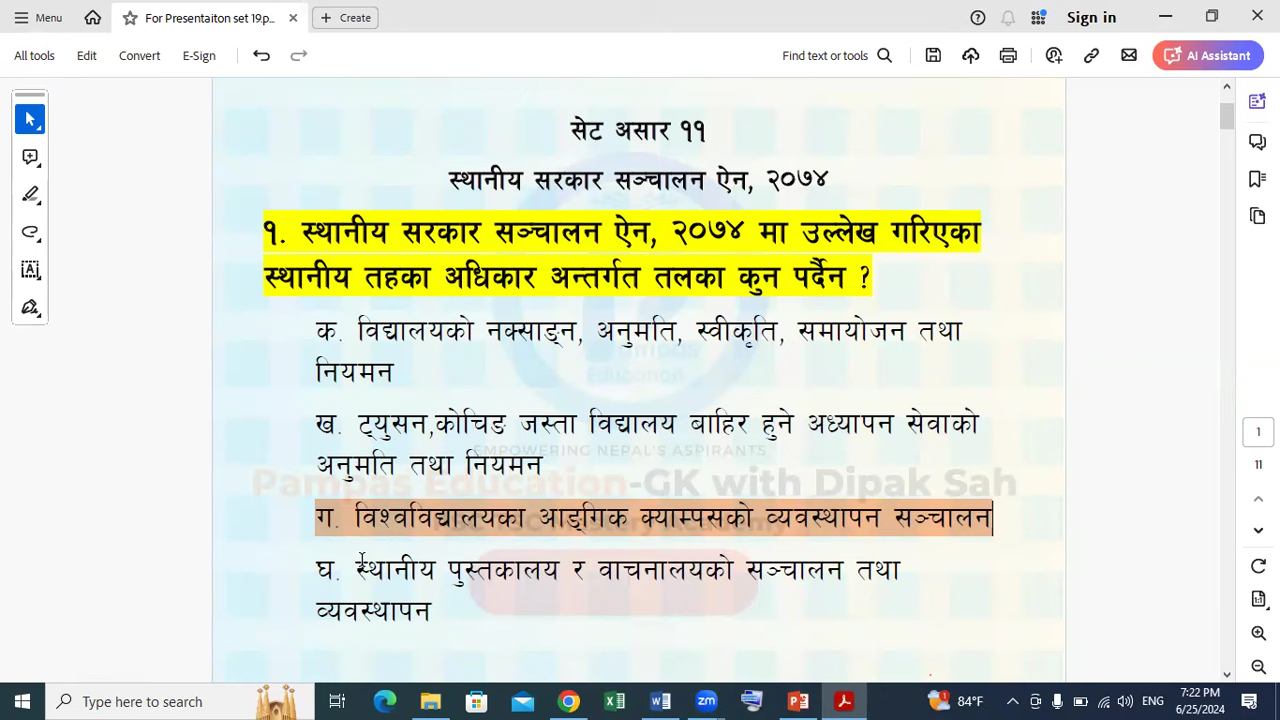 Menu
For Presentaiton set 19.p...
Create
Sign in
All tools
Edit
Convert
E-Sign
Find text or tools
AI Assistant
सेट असार ११
स्थानीय सरकार सञ्चालन ऐन, २०७४
१. स्थानीय सरकार सञ्चालन ऐन, २०७४ मा उल्लेख गरिएका
स्थानीय तहका अधिकार अन्तर्गत तलका कुन पर्दैन ?
क. विद्यालयको नक्साङ्न, अनुमति, स्वीकृति, समायोजन तथा
नियमन
ख. ट्युसन,कोचिङ जस्ता विद्यालय बाहिर हुने अध्यापन सेवाको
EMPOWERING NEPAL'S ASPIRANTS
अनुमति तथा नियमन
Pampas Education-GK with Dipak Sah
ग. विश्वविद्यालयका आङ्गिक क्याम्पसको व्यवस्थापन सञ्चालन
घ. स्थानीय पुस्तकालय र वाचनालयको सञ्चालन तथा
व्यवस्थापन
1
11
Type here to search
84°F
ENG
7:22 PM
6/25/2024